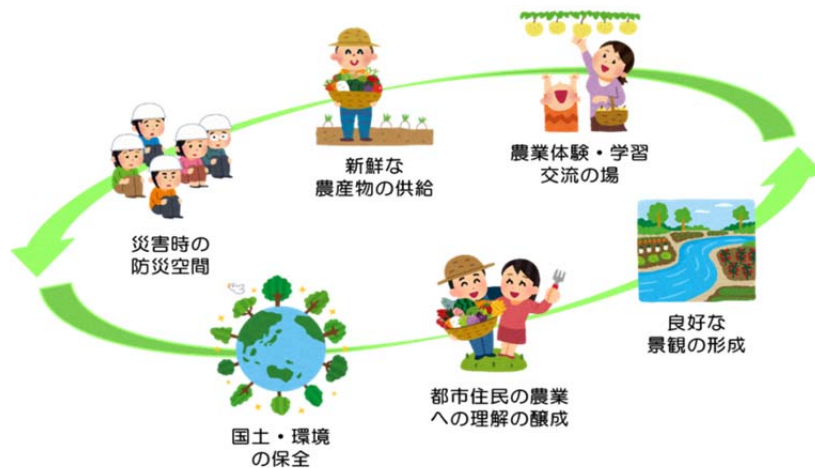 新鮮な
農産物の供給
農業体験・学習
交流の場
災害時の
防災空間
良好な
景観の形成
都市住民の農業
への理解の醸成
国土・環境
の保全